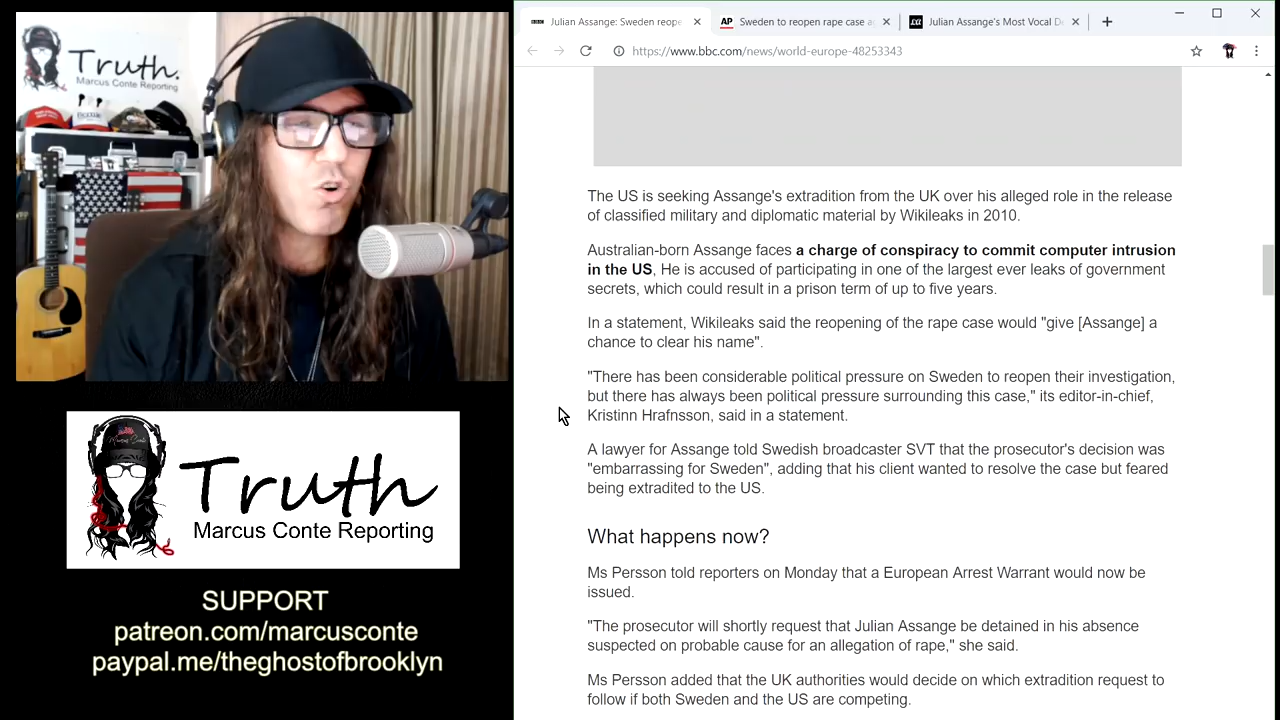 Truth.
Marcus Conte Reporting
Marcus Conte
Truth
Marcus Conte Reporting
SUPPORT
patreon.com/marcusconte
paypal.me/theghostofbrooklyn
BBC Julian Assange: Sweden reope
AP Sweden to reopen rape case a
Julian Assange's Most Vocal D
https://www.bbc.com/news/world-europe-48253343
The US is seeking Assange's extradition from the UK over his alleged role in the release
of classified military and diplomatic material by Wikileaks in 2010.
Australian-born Assange faces a charge of conspiracy to commit computer intrusion
in the US. He is accused of participating in one of the largest ever leaks of government
secrets, which could result in a prison term of up to five years.
In a statement, Wikileaks said the reopening of the rape case would "give [Assange] a
chance to clear his name".
"There has been considerable political pressure on Sweden to reopen their investigation,
but there has always been political pressure surrounding this case," its editor-in-chief,
Kristinn Hrafnsson, said in a statement.
A lawyer for Assange told Swedish broadcaster SVT that the prosecutor's decision was
"embarrassing for Sweden", adding that his client wanted to resolve the case but feared
being extradited to the US.
What happens now?
Ms Persson told reporters on Monday that a European Arrest Warrant would now be
issued.
"The prosecutor will shortly request that Julian Assange be detained in his absence
suspected on probable cause for an allegation of rape," she said.
Ms Persson added that the UK authorities would decide on which extradition request to
follow if both Sweden and the US are competing.